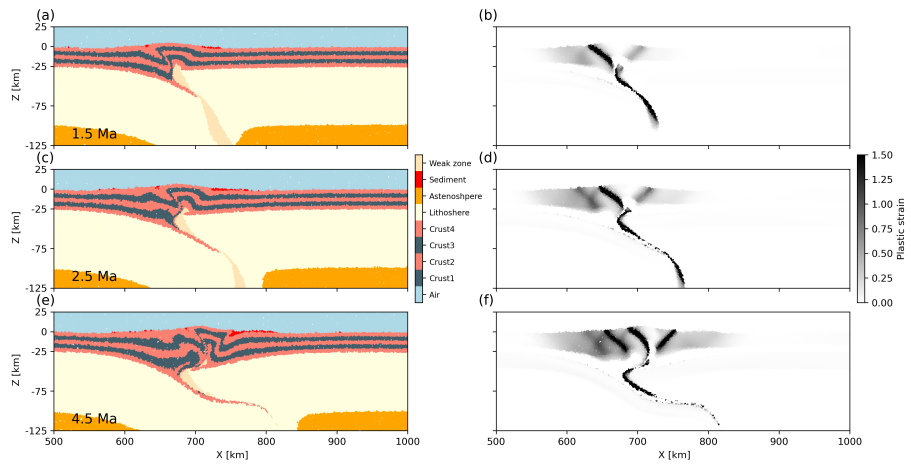 (a)
(b)
25
0
-25
-75
-125
Z [km]
1.5 Ma
(c)
(d)
25
0
-25
-75
-125
Z [km]
2.5 Ma
Weak zone
Sediment
Astenoshpere
Lithoshere
Crust4
Crust3
Crust2
Crust1
Air
1.50
1.25
1.00
0.75
0.50
0.25
0.00
Plastic strain
(e)
(f)
25
0
-25
-75
-125
Z [km]
4.5 Ma
500 600 700 800 900 1000
X [km]
500 600 700 800 900 1000
X [km]